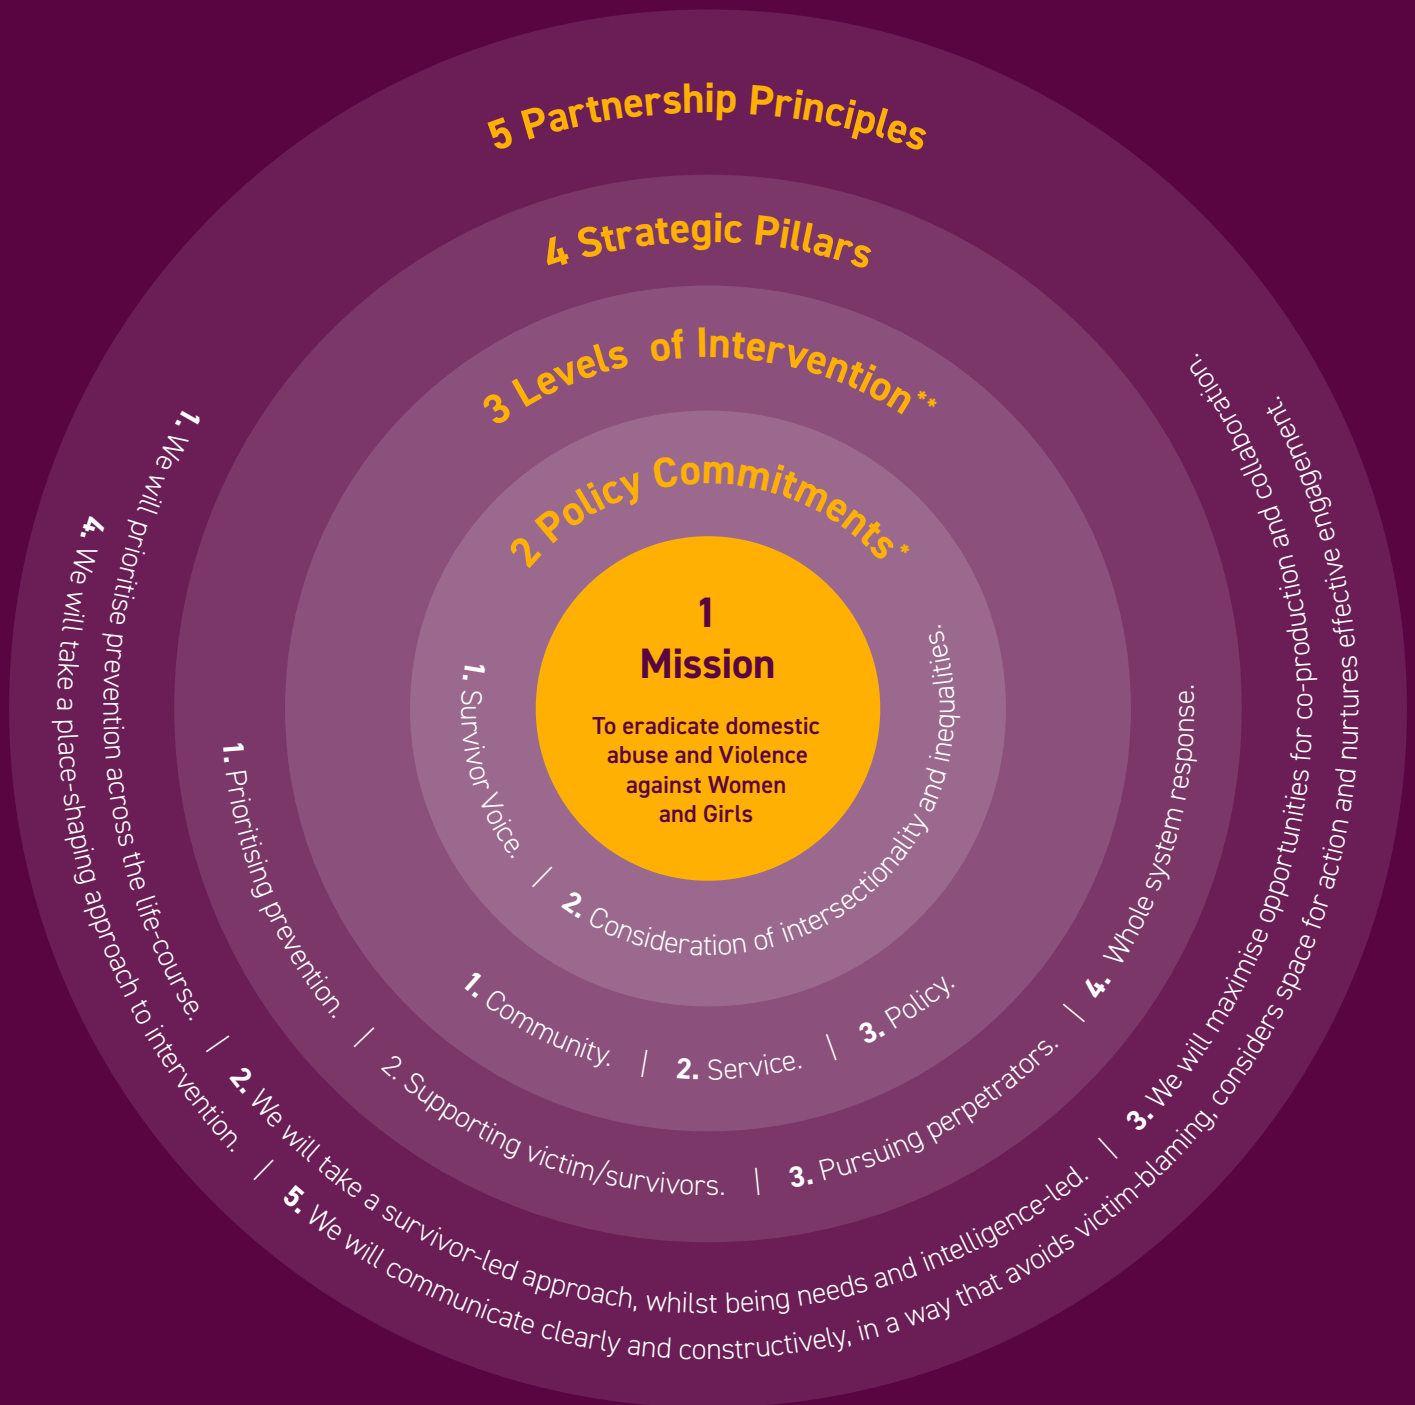 5 Partnership Principles
4 Strategic Pillars
3 Levels of Intervention**
2 Policy Commitments*
1
Mission
To eradicate domestic
abuse and Violence
against Women
and Girls
1. Survivor Voice. | 2. Consideration of intersectionality and inequalities.
1. Community. | 2. Service. | 3. Policy.
1. Prioritising prevention. | 2. Supporting victim/survivors. | 3. Pursuing perpetrators. | 4. Whole system response.
1. We will prioritise prevention across the life-course. | 2. We will take a survivor-led approach, whilst being needs and intelligence-led. | 3. We will maximise opportunities for co-production and collaboration.
4. We will take a place-shaping approach to intervention. | 5. We will communicate clearly and constructively, in a way that avoids victim-blaming, considers space for action and nurtures effective engagement.